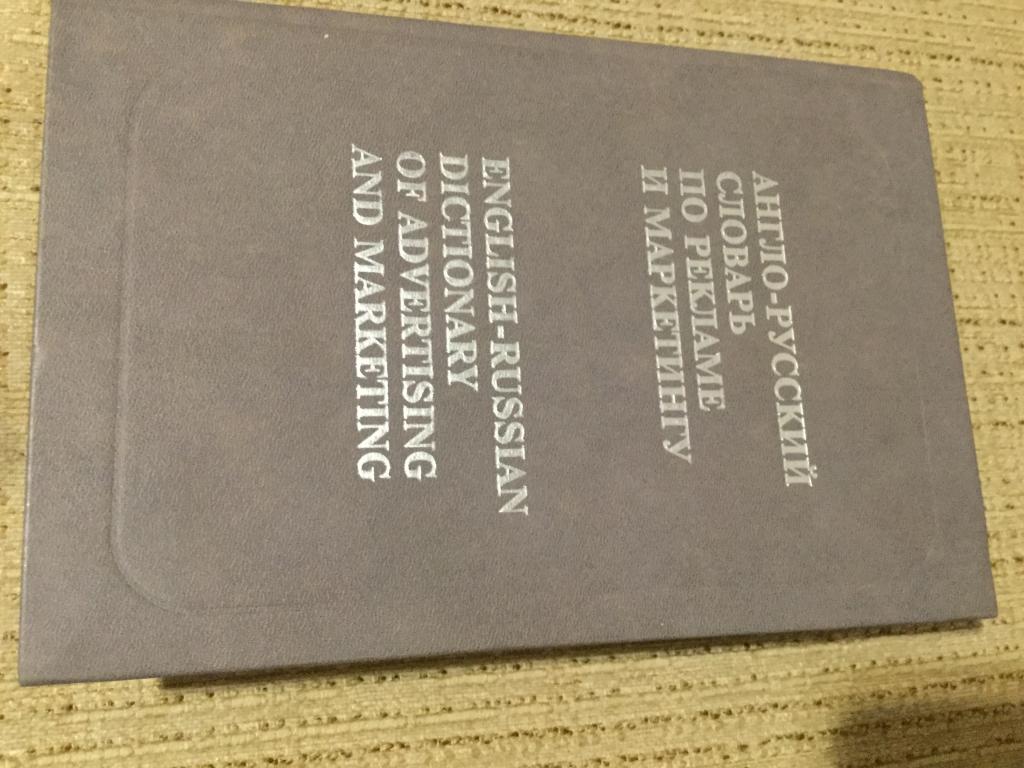 АНГЛО-РУССКИЙ
СЛОВАРЬ
ПО РЕКЛАМЕ
И МАРКЕТИНГУ
ENGLISH-RUSSIAN
DICTIONARY
OF ADVERTISING
AND MARKETING